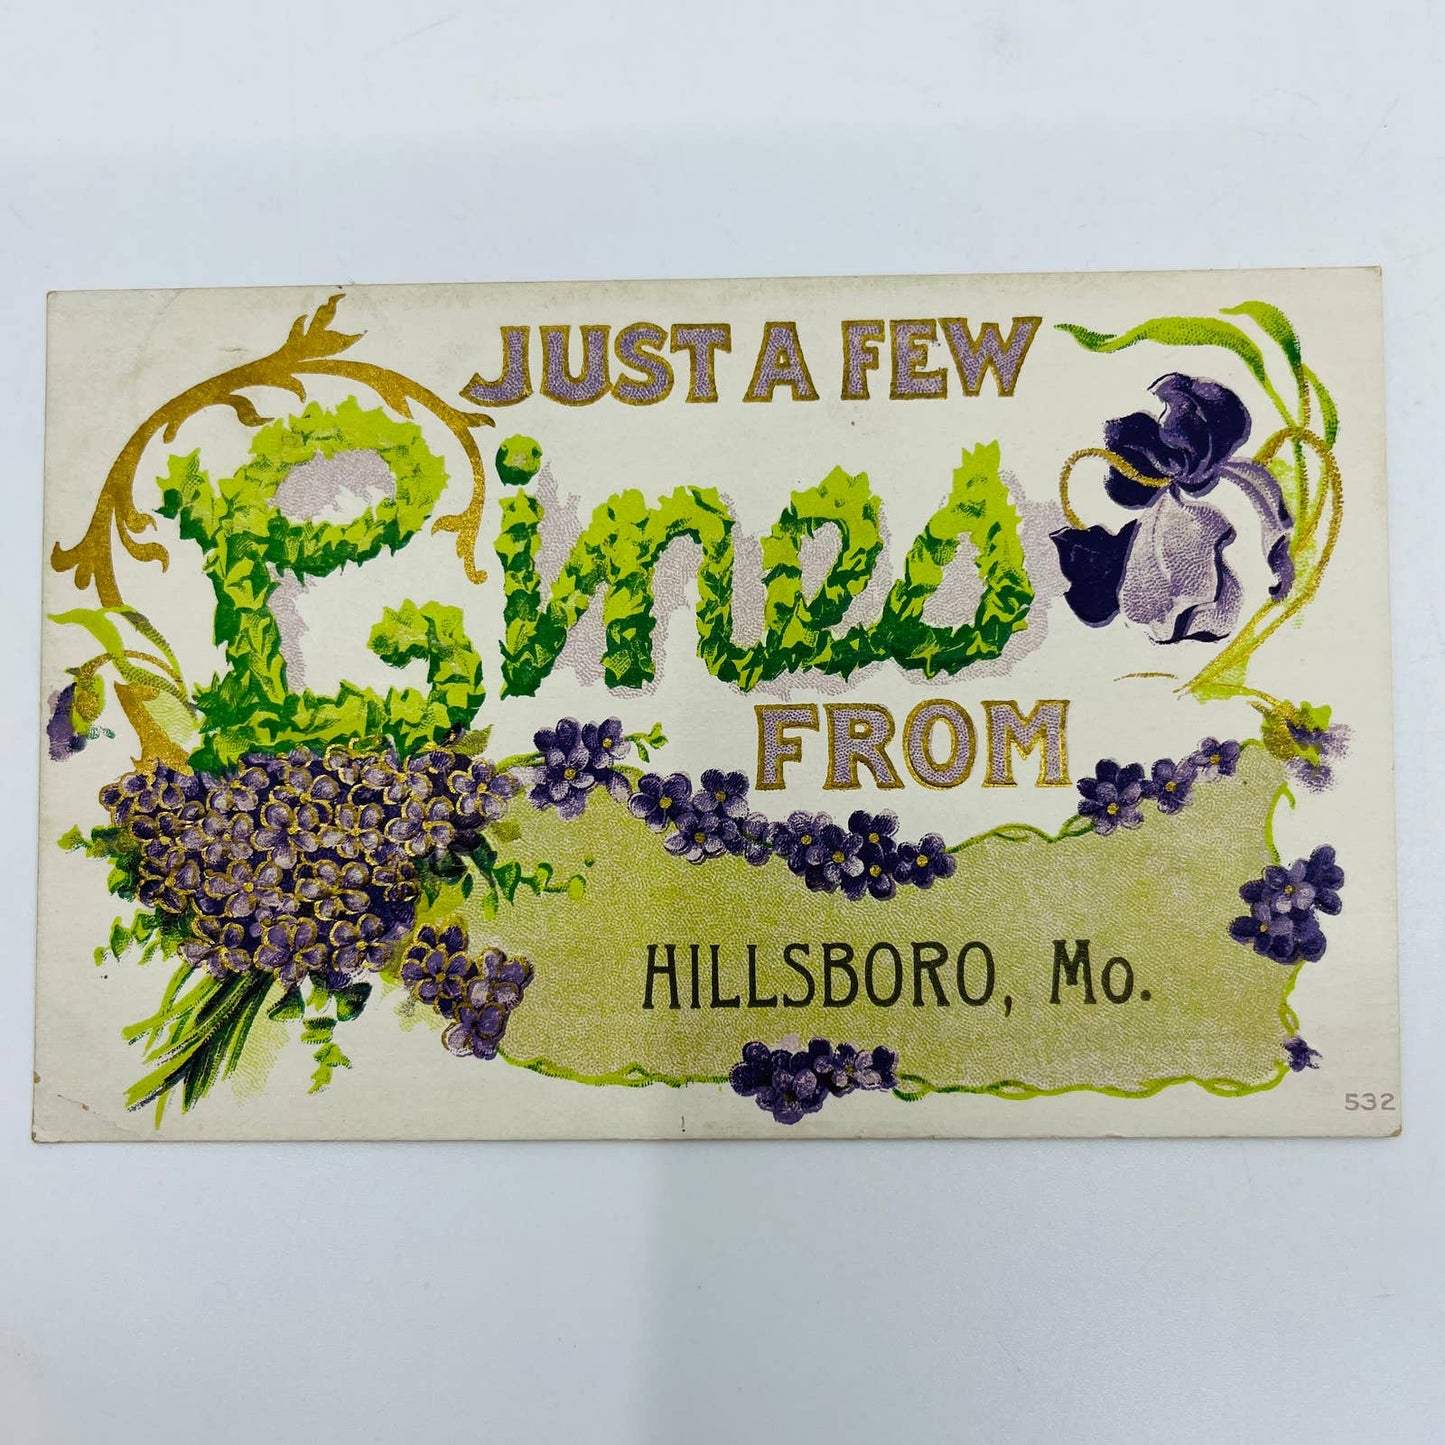 JUST A FEW
Lines
FROM
HILLSBORO, Mo.
532